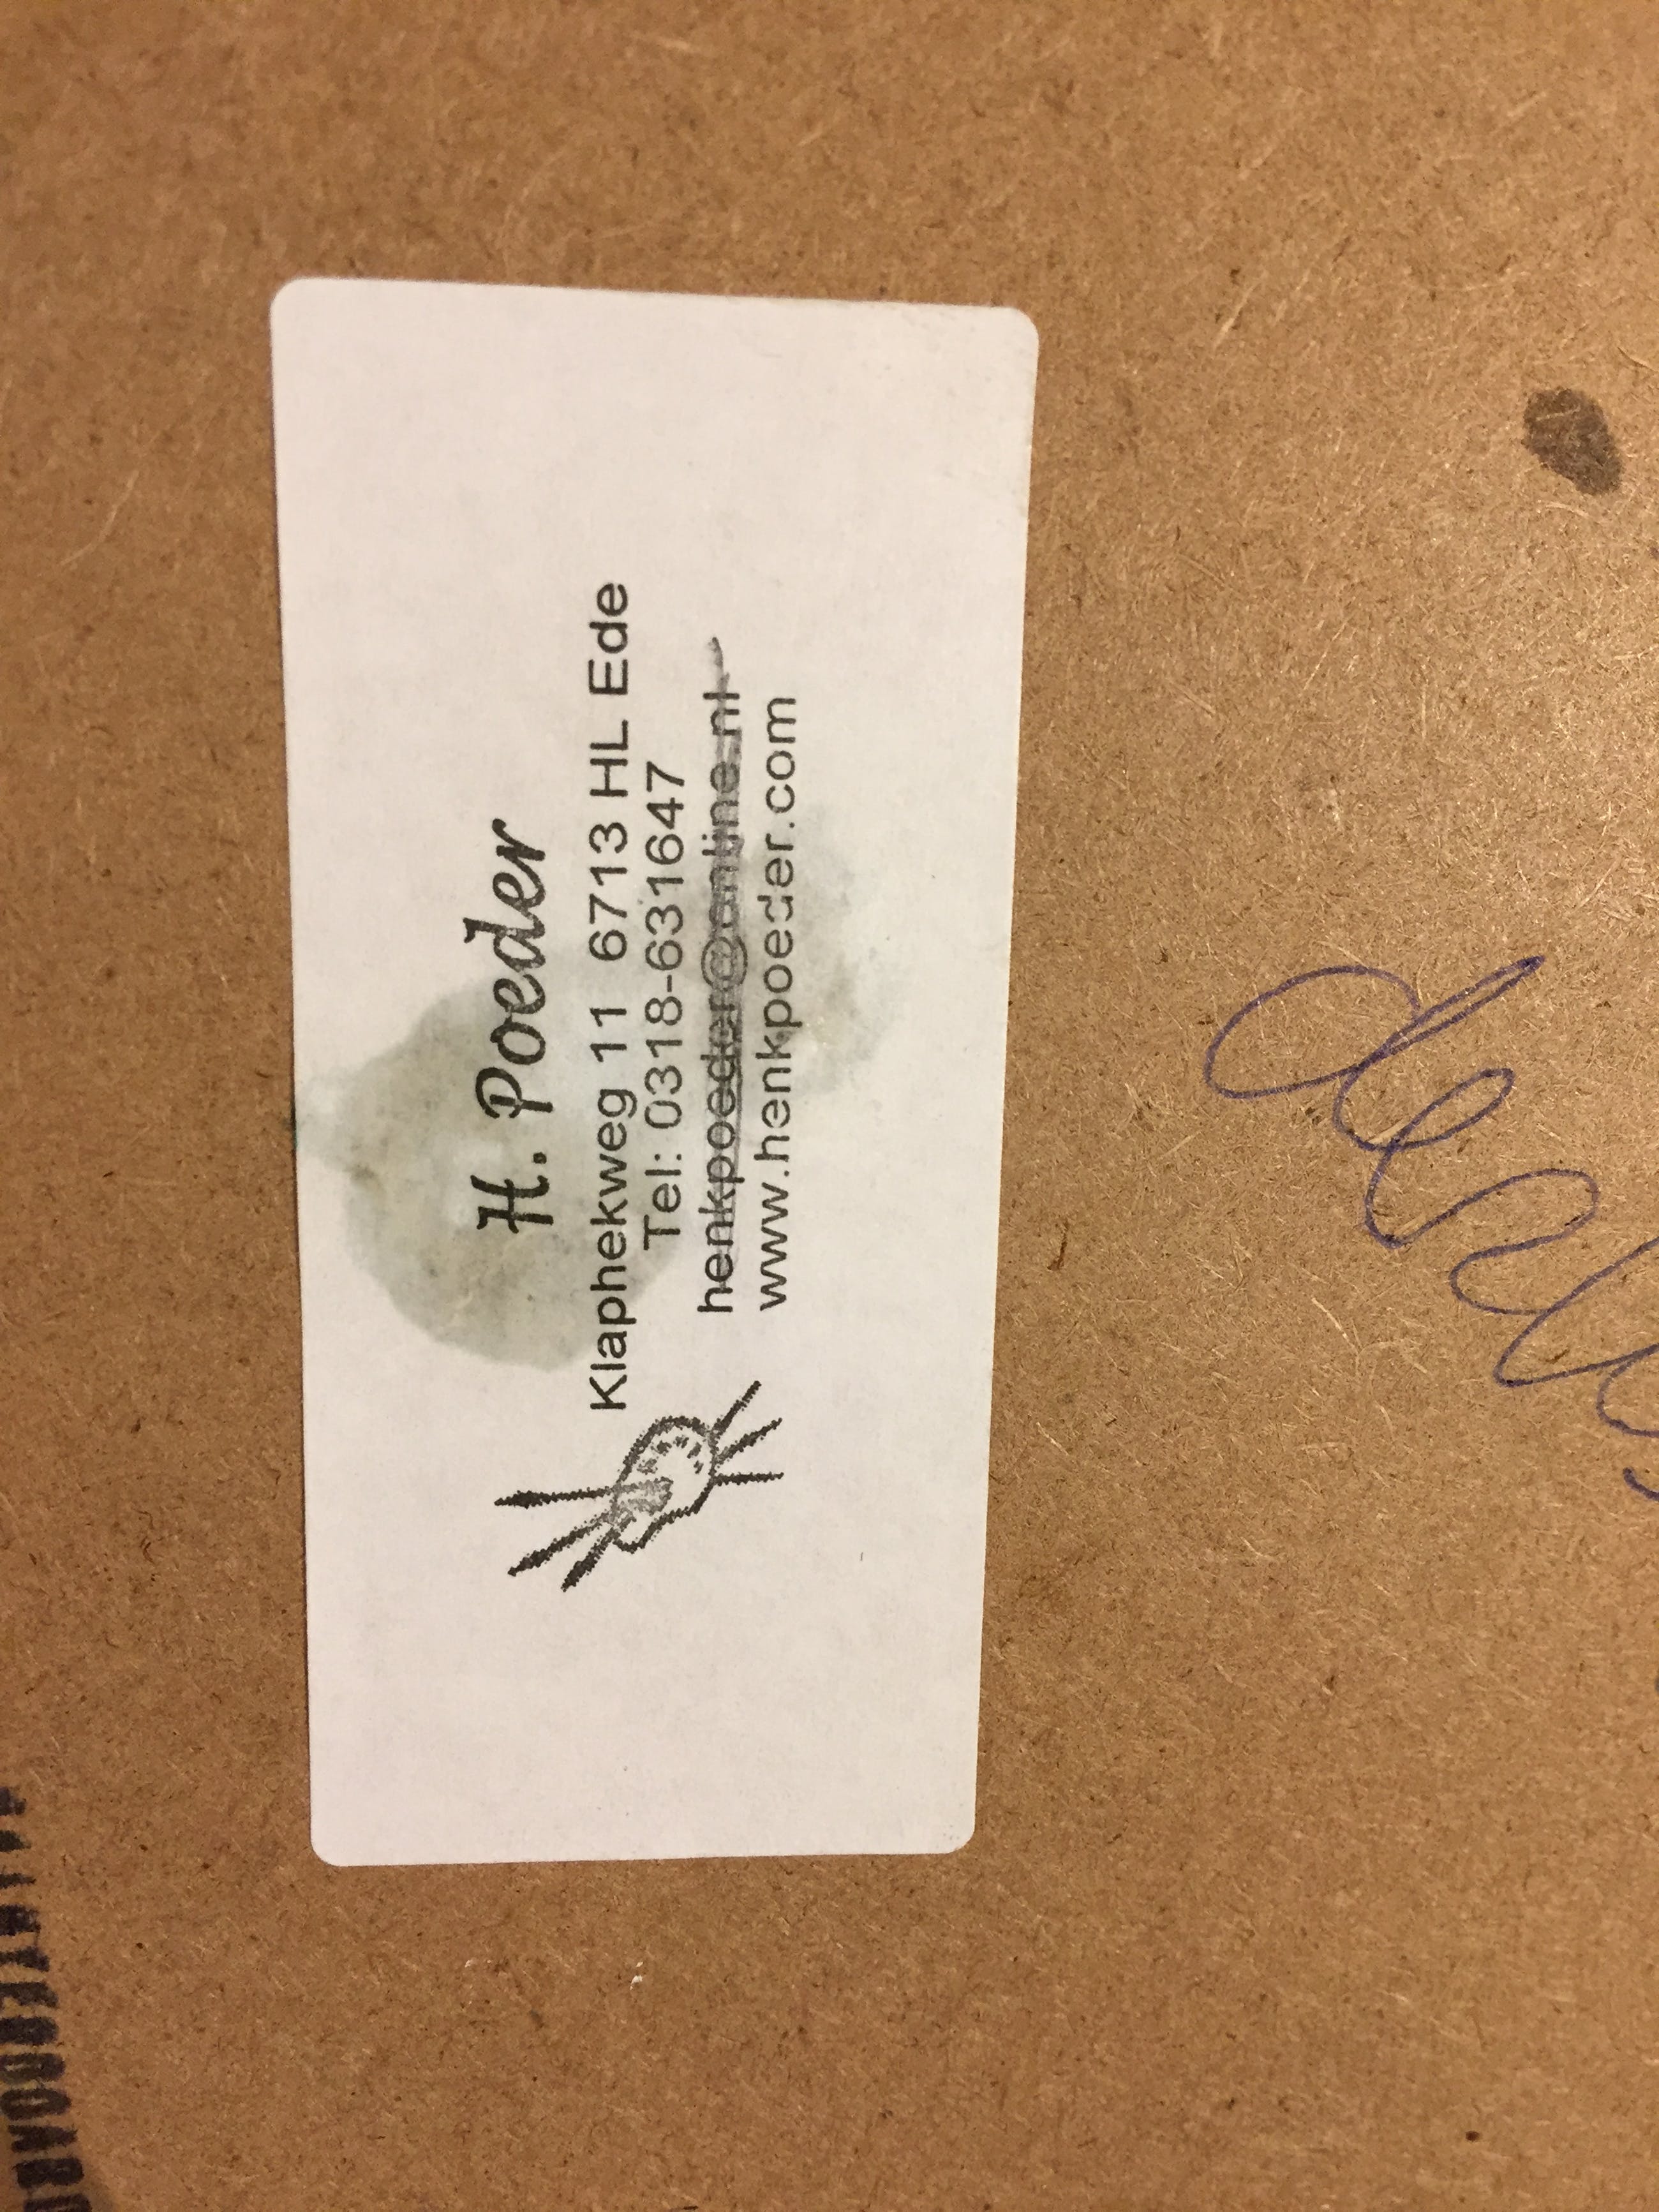 H. Poeder
Klaphekweg 11 6713 HL Ede
Tel: 0318-631647
henkpoeder@online.nl
www.henkpoeder.com